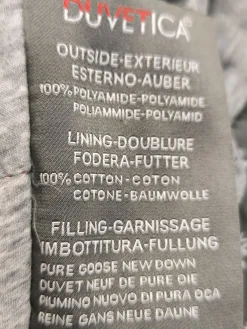 DUVETICA®
OUTSIDE-EXTERIEUR
ESTERNO-AUBER
100% POLYAMIDE-POLYAMIDE
POLIAMMIDE-POLYAMID
LINING-DOUBLURE
FODERA-FUTTER
100% COTTON-COTON
COTONE-BAUMWOLLE
FILLING-GARNISSAGE
IMBOTTITURA-FULLUNG
PURE GOOSE NEW DOWN
DUVET NEUF DE PURE OIE
PIUMINO NUOVO DI PURA OCA
REINE GANS NEUE DAUNE